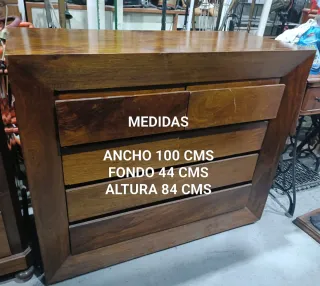 MEDIDAS
ANCHO 100 CMS
FONDO 44 CMS
ALTURA 84 CMS